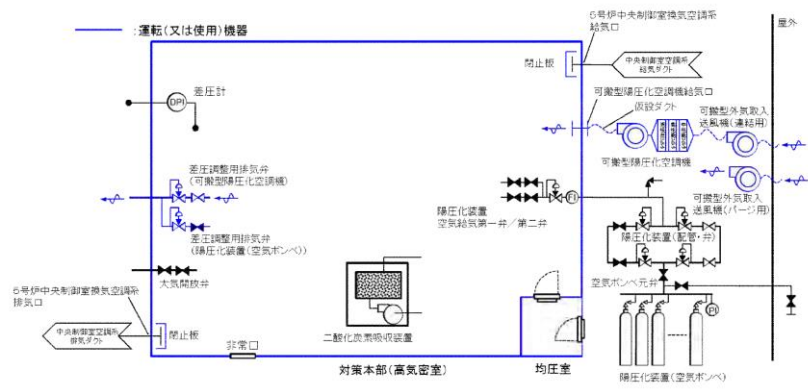 :運転(又は使用)機器
5号炉中央制御室換気空調系
給気口
屋外
閉止板
中央制御室空調系
給気ダクト
差圧計
DPI
可搬型陽圧化空調機給気口
仮設ダクト
可搬型外気取入
送風機(連結用)
可搬型陽圧化空調機
差圧調整用排気弁
(可搬型陽圧化空調機)
陽圧化装置
空気給気第一弁/第二弁
FI
可搬型外気取入
送風機(パージ用)
差圧調整用排気弁
(陽圧化装置(空気ボンベ))
陽圧化装置(配管・弁)
大気開放弁
空気ボンベ元弁
5号炉中央制御室換気空調系
排気口
PI
中央制御室空調系
排気ダクト
閉止板
二酸化炭素吸収装置
非常口
対策本部(高気密室)
均圧室
陽圧化装置(空気ボンベ)